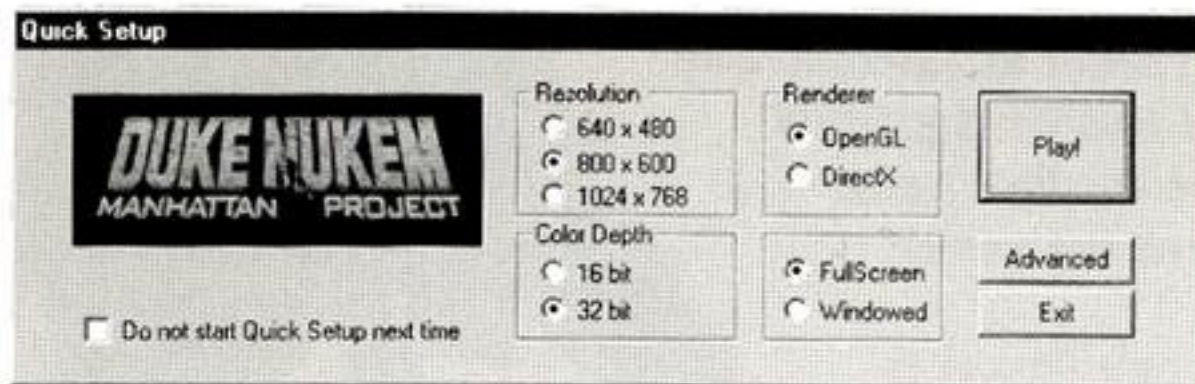 Quick Setup
DUKE NUKEM
MANHATTAN PROJECT
Do not start Quick Setup next time
Resolution
640 x 480
800 x 600
1024 x 768
Color Depth
16 bit
32 bit
Renderer
OpenGL
DirectX
FullScreen
Windowed
Play!
Advanced
Exit